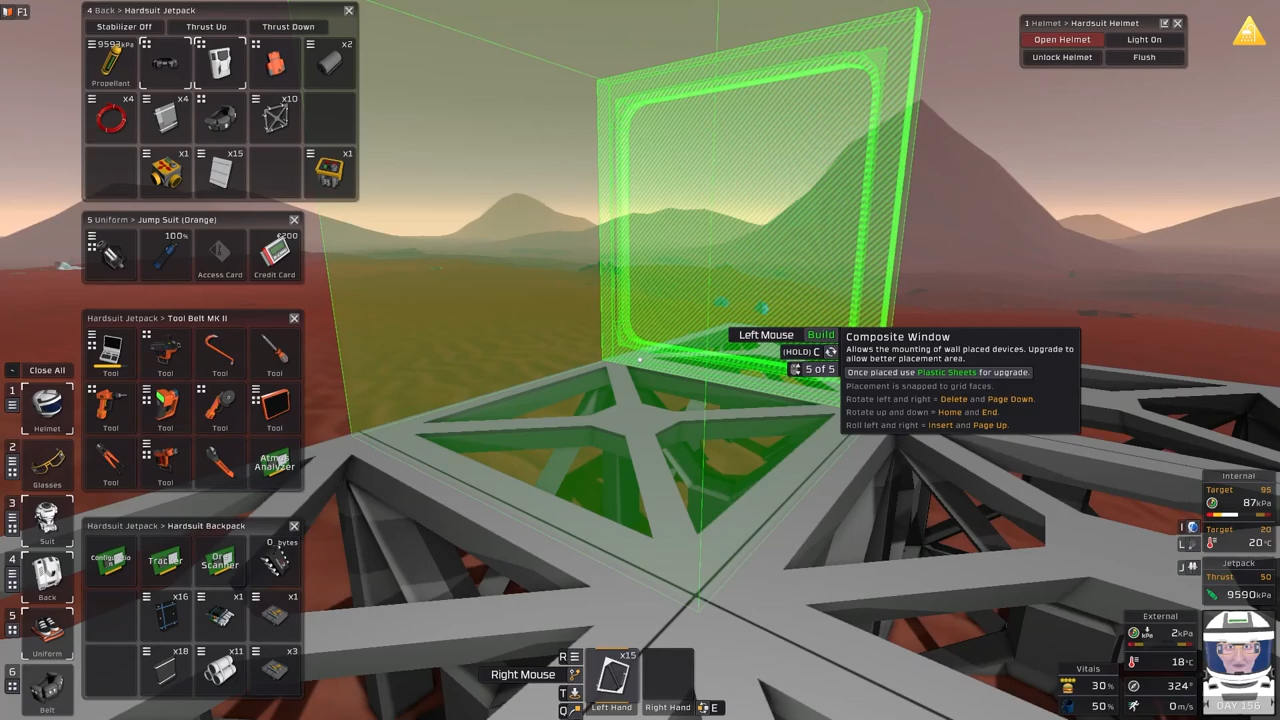 F1
4 Back > Hardsuit Jetpack
Stabilizer Off
Thrust Up
Thrust Down
9593kPa
x2
Propellant
x4
x4
x10
x1
x15
x1
5 Uniform > Jump Suit (Orange)
100%
€200
Access Card
Credit Card
Hardsuit Jetpack > Tool Belt MK II
Tool
Tool
Tool
Tool
Tool
Tool
Tool
Tool
Tool
Tool
Tool
Atmos
Analyzer
Close All
1
Helmet
2
Glasses
3
Suit
4
Back
5
Uniform
6
Belt
Hardsuit Jetpack > Hardsuit Backpack
Tracker
Ore
Scanner
0 bytes
x16
x1
x1
x18
x11
x3
1 Helmet > Hardsuit Helmet
Open Helmet
Light On
Unlock Helmet
Flush
Left Mouse
Build
(HOLD) C
5 of 5
Composite Window
Allows the mounting of wall placed devices. Upgrade to
allow better placement area.
Once placed use Plastic Sheets for upgrade.
Placement is snapped to grid faces.
Rotate left and right = Delete and Page Down.
Rotate up and down = Home and End.
Roll left and right = Insert and Page Up.
Right Mouse
R
T
Q
x15
Left Hand
Right Hand
E
Internal
Target 95
87kPa
Target 20
20°C
I
L
J
Jetpack
Thrust 50
9590kPa
External
kPa
2kPa
18°C
324°
0m/s
Vitals
30%
50%
DAY 156